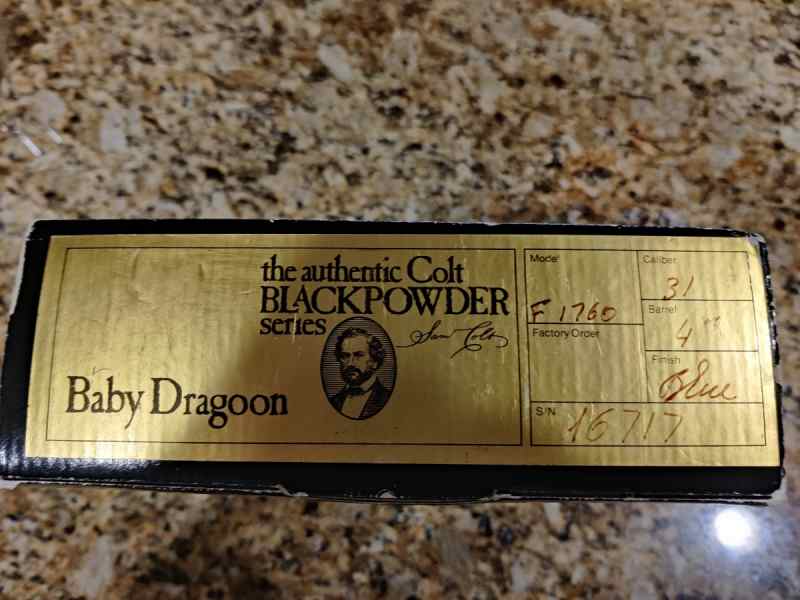 the authentic Colt
BLACKPOWDER
series
Sam Colt
Baby Dragoon
Model
F 1760
Factory Order
S/N 16717
Caliber
31
Barrel
4"
Finish
Blue